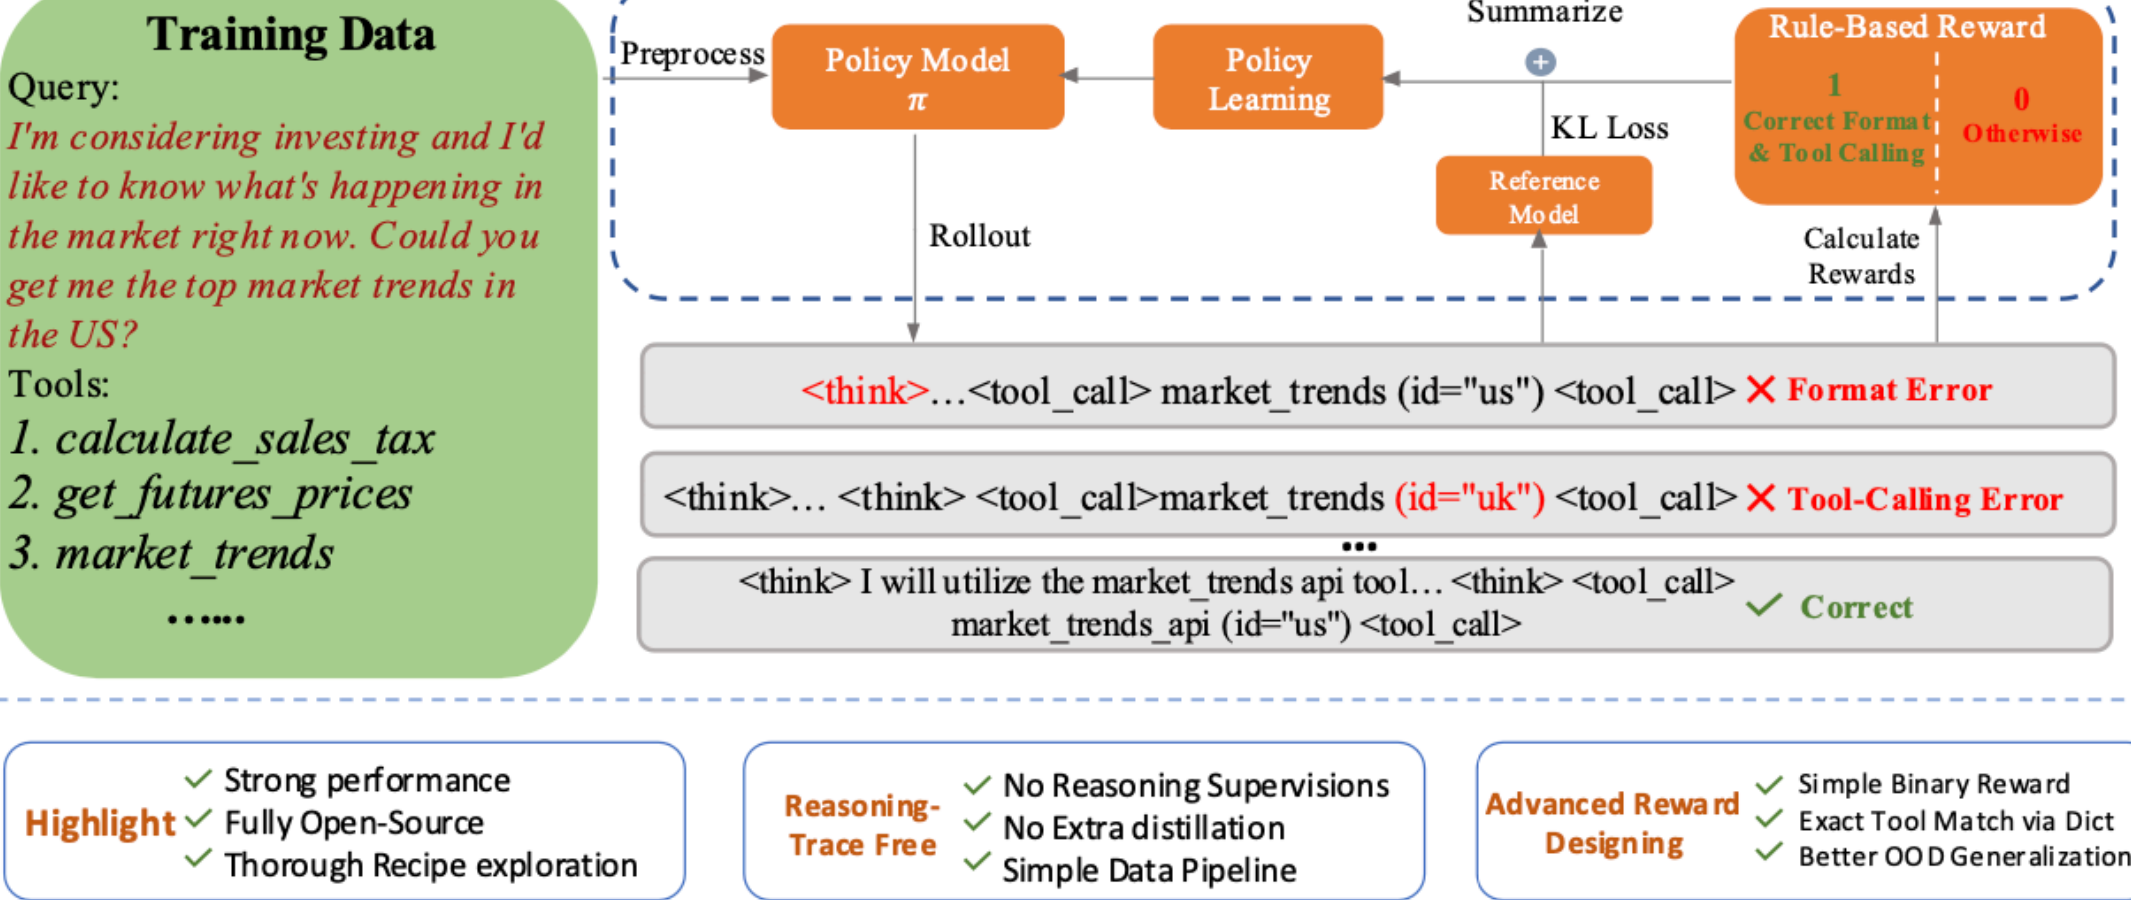 Training Data
Query:
I'm considering investing and I'd
like to know what's happening in
the market right now. Could you
get me the top market trends in
the US?
Tools:
1. calculate_sales_tax
2. get_futures_prices
3. market_trends
......
Preprocess
Policy Model
π
Policy
Learning
Summarize
+
KL Loss
Reference
Model
Rule-Based Reward
1
Correct Format
& Tool Calling
0
Otherwise
Rollout
Calculate
Rewards
<think>...<tool_call> market_trends (id="us") <tool_call> ✕ Format Error
<think>... <think> <tool_call>market_trends (id="uk") <tool_call> ✕ Tool-Calling Error
...
<think> I will utilize the market_trends api tool... <think> <tool_call>
market_trends_api (id="us") <tool_call>
✓ Correct
Highlight
✓ Strong performance
✓ Fully Open-Source
✓ Thorough Recipe exploration
Reasoning-
Trace Free
✓ No Reasoning Supervisions
✓ No Extra distillation
✓ Simple Data Pipeline
Advanced Reward
Designing
✓ Simple Binary Reward
✓ Exact Tool Match via Dict
✓ Better OOD Generalization